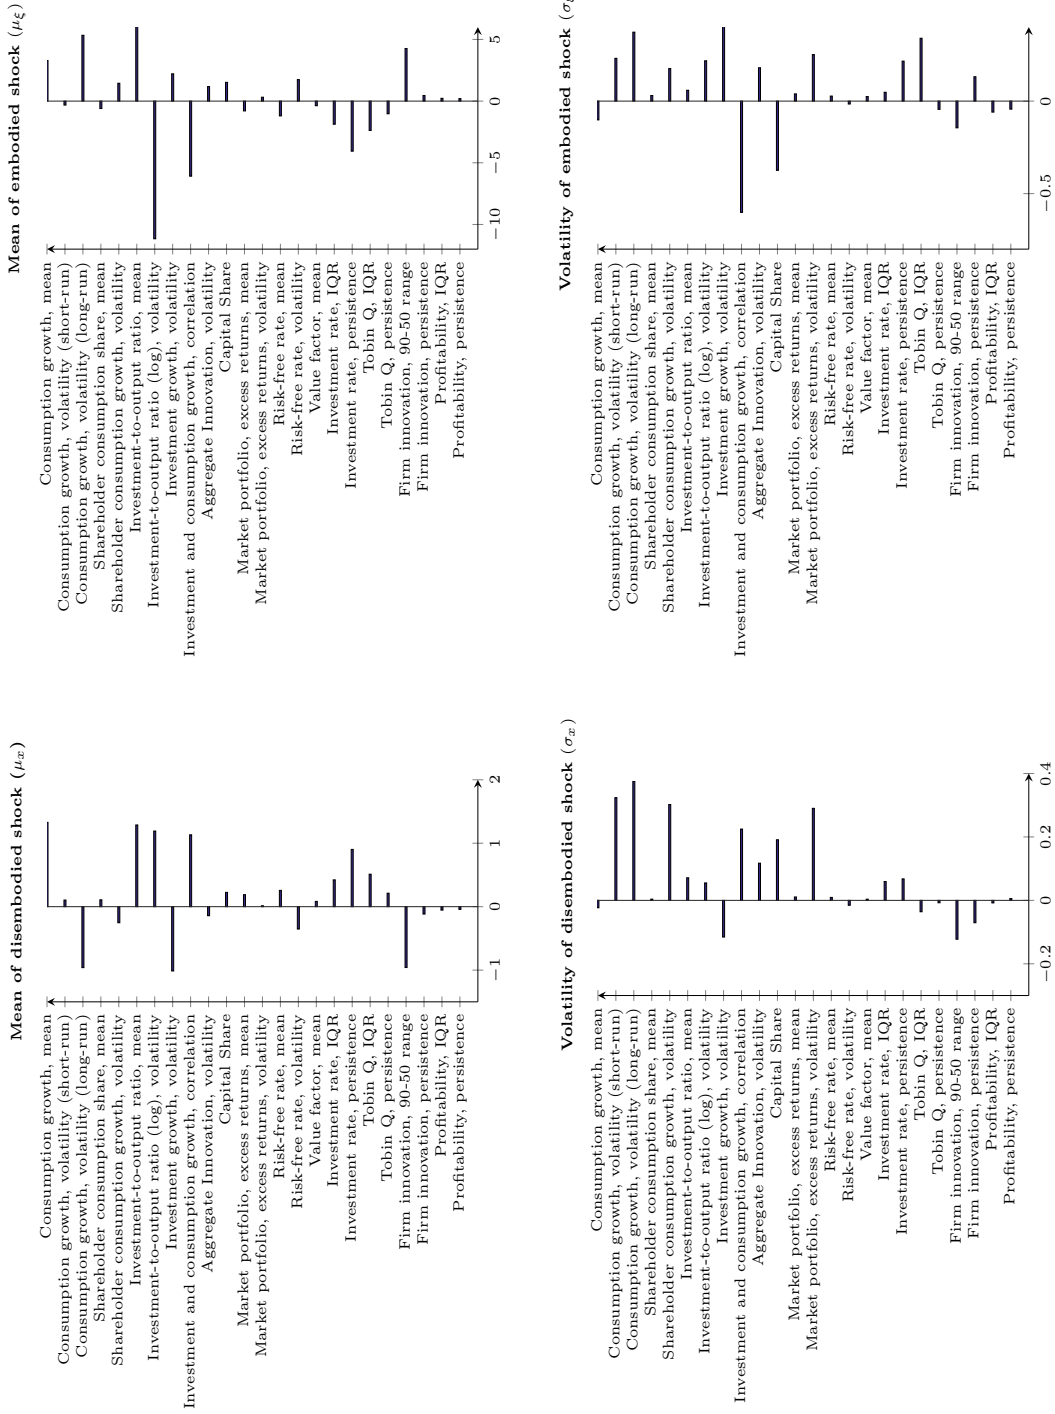 Mean of disembodied shock (μx)
−1
0
1
2
Consumption growth, mean
Consumption growth, volatility (short-run)
Consumption growth, volatility (long-run)
Shareholder consumption share, mean
Shareholder consumption growth, volatility
Investment-to-output ratio, mean
Investment-to-output ratio (log), volatility
Investment growth, volatility
Investment and consumption growth, correlation
Aggregate Innovation, volatility
Capital Share
Market portfolio, excess returns, mean
Market portfolio, excess returns, volatility
Risk-free rate, mean
Risk-free rate, volatility
Value factor, mean
Investment rate, IQR
Investment rate, persistence
Tobin Q, IQR
Tobin Q, persistence
Firm innovation, 90-50 range
Firm innovation, persistence
Profitability, IQR
Profitability, persistence
Mean of embodied shock (μξ)
−10
−5
0
5
Consumption growth, mean
Consumption growth, volatility (short-run)
Consumption growth, volatility (long-run)
Shareholder consumption share, mean
Shareholder consumption growth, volatility
Investment-to-output ratio, mean
Investment-to-output ratio (log), volatility
Investment growth, volatility
Investment and consumption growth, correlation
Aggregate Innovation, volatility
Capital Share
Market portfolio, excess returns, mean
Market portfolio, excess returns, volatility
Risk-free rate, mean
Risk-free rate, volatility
Value factor, mean
Investment rate, IQR
Investment rate, persistence
Tobin Q, IQR
Tobin Q, persistence
Firm innovation, 90-50 range
Firm innovation, persistence
Profitability, IQR
Profitability, persistence
Volatility of disembodied shock (σx)
−0.2
0
0.2
0.4
Consumption growth, mean
Consumption growth, volatility (short-run)
Consumption growth, volatility (long-run)
Shareholder consumption share, mean
Shareholder consumption growth, volatility
Investment-to-output ratio, mean
Investment-to-output ratio (log), volatility
Investment growth, volatility
Investment and consumption growth, correlation
Aggregate Innovation, volatility
Capital Share
Market portfolio, excess returns, mean
Market portfolio, excess returns, volatility
Risk-free rate, mean
Risk-free rate, volatility
Value factor, mean
Investment rate, IQR
Investment rate, persistence
Tobin Q, IQR
Tobin Q, persistence
Firm innovation, 90-50 range
Firm innovation, persistence
Profitability, IQR
Profitability, persistence
Volatility of embodied shock (σξ
−0.5
0
Consumption growth, mean
Consumption growth, volatility (short-run)
Consumption growth, volatility (long-run)
Shareholder consumption share, mean
Shareholder consumption growth, volatility
Investment-to-output ratio, mean
Investment-to-output ratio (log), volatility
Investment growth, volatility
Investment and consumption growth, correlation
Aggregate Innovation, volatility
Capital Share
Market portfolio, excess returns, mean
Market portfolio, excess returns, volatility
Risk-free rate, mean
Risk-free rate, volatility
Value factor, mean
Investment rate, IQR
Investment rate, persistence
Tobin Q, IQR
Tobin Q, persistence
Firm innovation, 90-50 range
Firm innovation, persistence
Profitability, IQR
Profitability, persistence